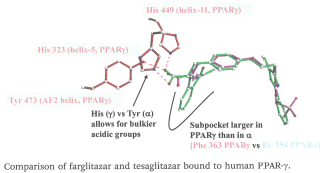 His 449 (helix-11, PPARγ)
His 323 (helix-5, PPARγ)
Tyr 473 (AF2 helix, PPARγ)
His (γ) vs Tyr (α)
allows for bulkier
acidic groups
Subpocket larger in
PPARγ than in α
[Phe 363 PPARγ vs Ile 354 PPARα]
Comparison of farglitazar and tesaglitazar bound to human PPAR-γ.